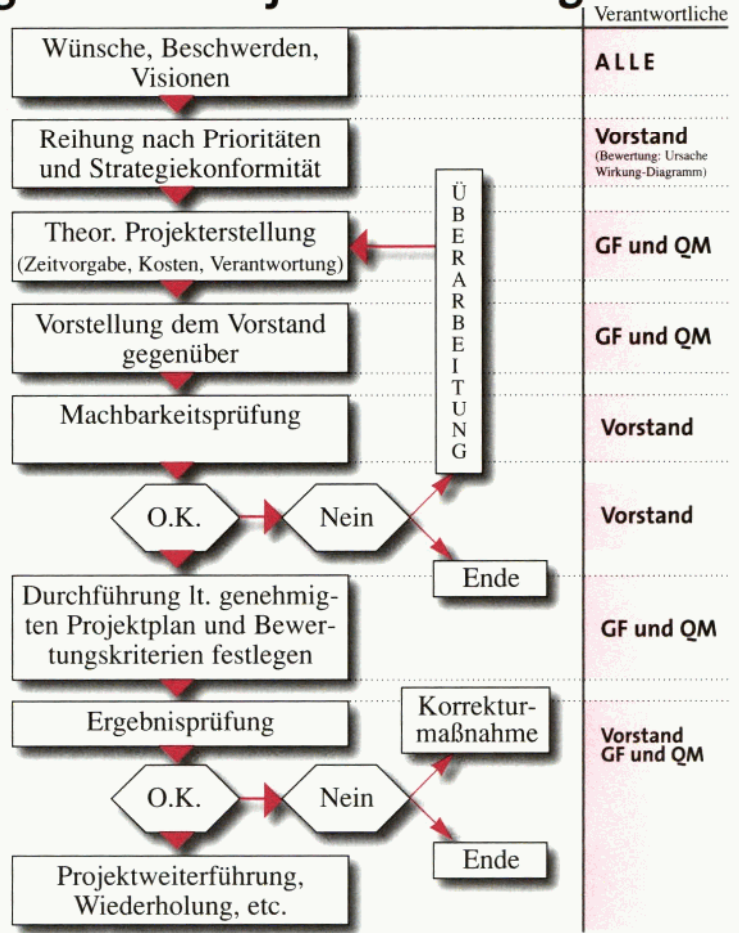 Verantwortliche
Wünsche, Beschwerden,
Visionen
ALLE
Reihung nach Prioritäten
und Strategiekonformität
Vorstand
(Bewertung: Ursache
Wirkung-Diagramm)
Theor. Projekterstellung
(Zeitvorgabe, Kosten, Verantwortung)
ÜBERARBEITUNG
GF und QM
Vorstellung dem Vorstand
gegenüber
GF und QM
Machbarkeitsprüfung
Vorstand
O.K.
Nein
Vorstand
Ende
Durchführung lt. genehmig-
ten Projektplan und Bewer-
tungskriterien festlegen
GF und QM
Ergebnisprüfung
Korrektur-
maßnahme
Vorstand
GF und QM
O.K.
Nein
Ende
Projektweiterführung,
Wiederholung, etc.